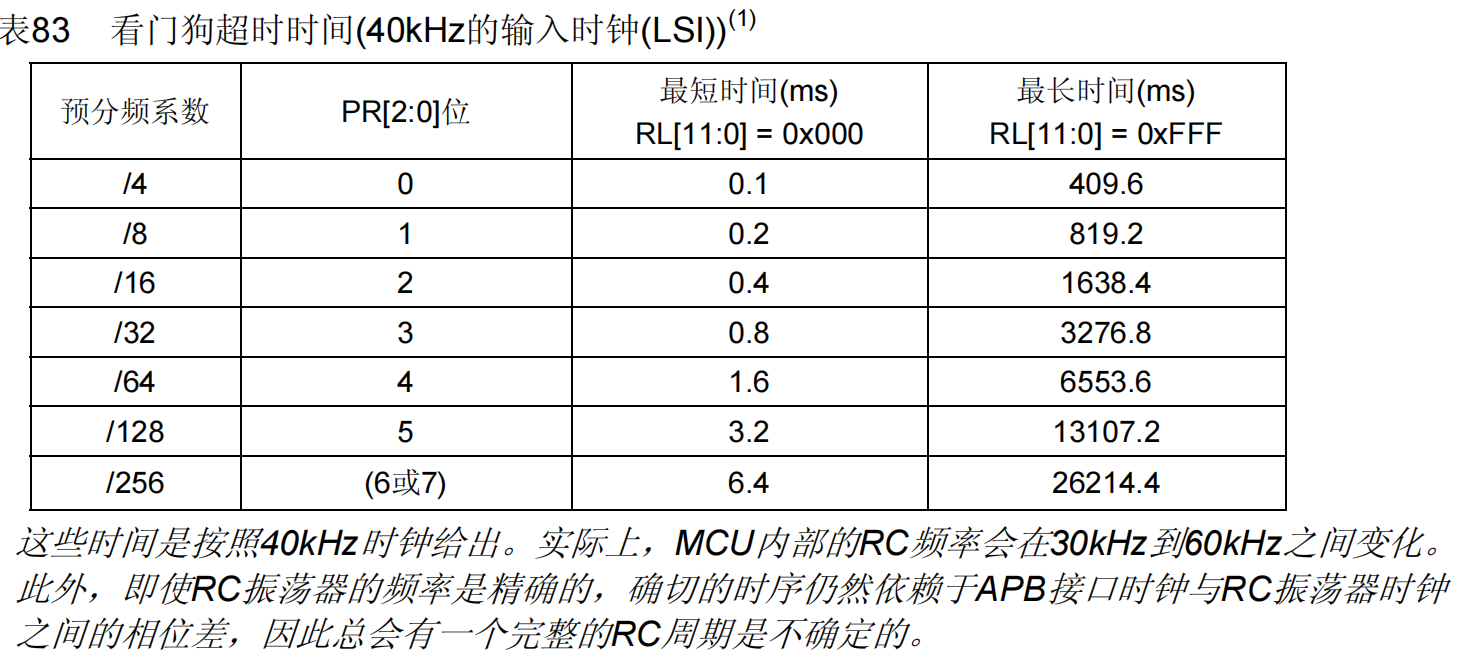 表83 看门狗超时时间(40kHz的输入时钟(LSI))(1)
预分频系数 PR[2:0]位 最短时间(ms) RL[11:0] = 0x000 最长时间(ms) RL[11:0] = 0xFFF
/4 0 0.1 409.6
/8 1 0.2 819.2
/16 2 0.4 1638.4
/32 3 0.8 3276.8
/64 4 1.6 6553.6
/128 5 3.2 13107.2
/256 (6或7) 6.4 26214.4
这些时间是按照40kHz时钟给出。实际上，MCU内部的RC频率会在30kHz到60kHz之间变化。
此外，即使RC振荡器的频率是精确的，确切的时序仍然依赖于APB接口时钟与RC振荡器时钟
之间的相位差，因此总会有一个完整的RC周期是不确定的。